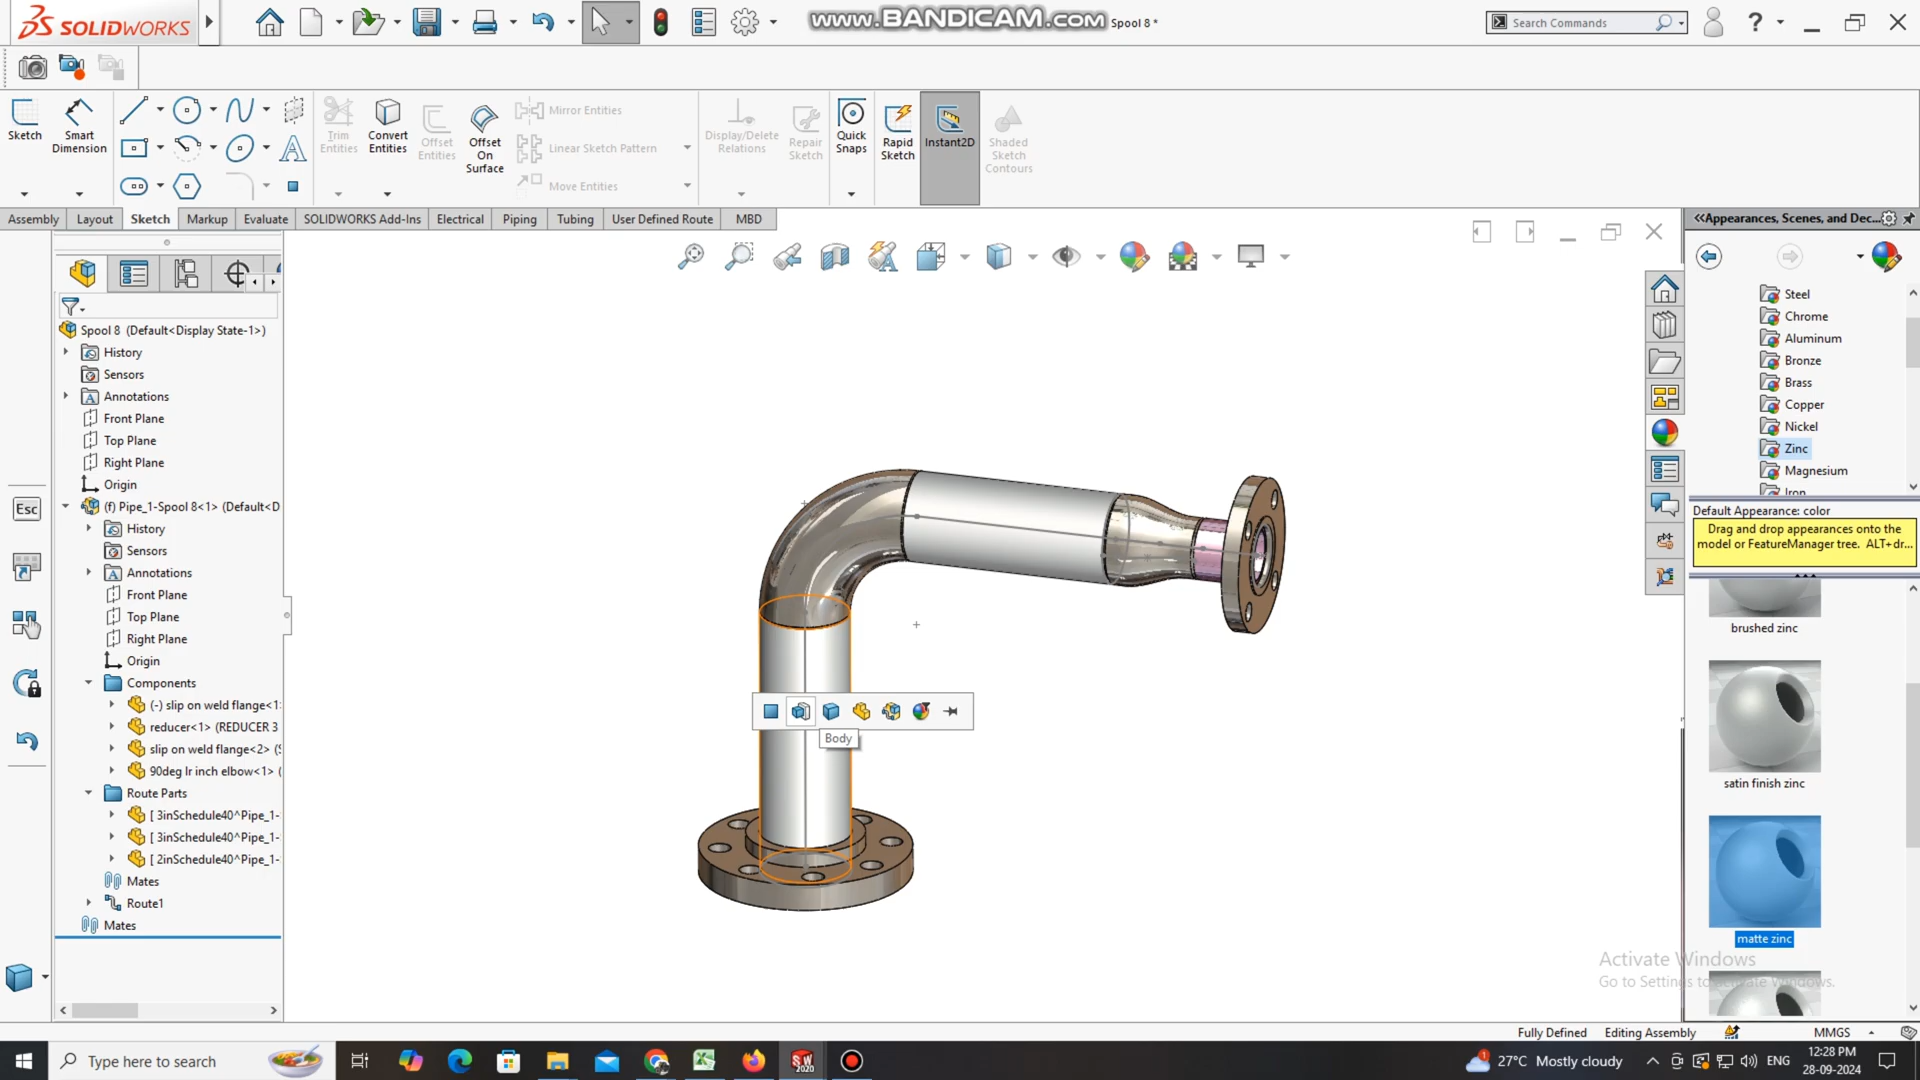 SOLIDWORKS
www.BANDICAM.com
Spool 8 *
Search Commands
?
Sketch
Smart Dimension
Trim Entities
Convert Entities
Offset Entities
Offset On Surface
Mirror Entities
Linear Sketch Pattern
Move Entities
Display/Delete Relations
Repair Sketch
Quick Snaps
Rapid Sketch
Instant2D
Shaded Sketch Contours
Assembly
Layout
Sketch
Markup
Evaluate
SOLIDWORKS Add-Ins
Electrical
Piping
Tubing
User Defined Route
MBD
Spool 8 (Default<Display State-1>)
History
Sensors
Annotations
Front Plane
Top Plane
Right Plane
Origin
(f) Pipe_1-Spool 8<1> (Default<D
History
Sensors
Annotations
Front Plane
Top Plane
Right Plane
Origin
Components
(-) slip on weld flange<1
reducer<1> (REDUCER 3
slip on weld flange<2> (
90deg lr inch elbow<1> (
Route Parts
[ 3inSchedule40^Pipe_1-
[ 3inSchedule40^Pipe_1-
[ 2inSchedule40^Pipe_1-
Mates
Route1
Mates
Esc
Body
Appearances, Scenes, and Dec...
Steel
Chrome
Aluminum
Bronze
Brass
Copper
Nickel
Zinc
Magnesium
Iron
Default Appearance: color
Drag and drop appearances onto the
model or FeatureManager tree. ALT+dr...
brushed zinc
satin finish zinc
matte zinc
Activate Windows
Go to Settings to activate Windows.
Fully Defined
Editing Assembly
MMGS
Type here to search
SW 2020
27°C Mostly cloudy
ENG
12:28 PM
28-09-2024